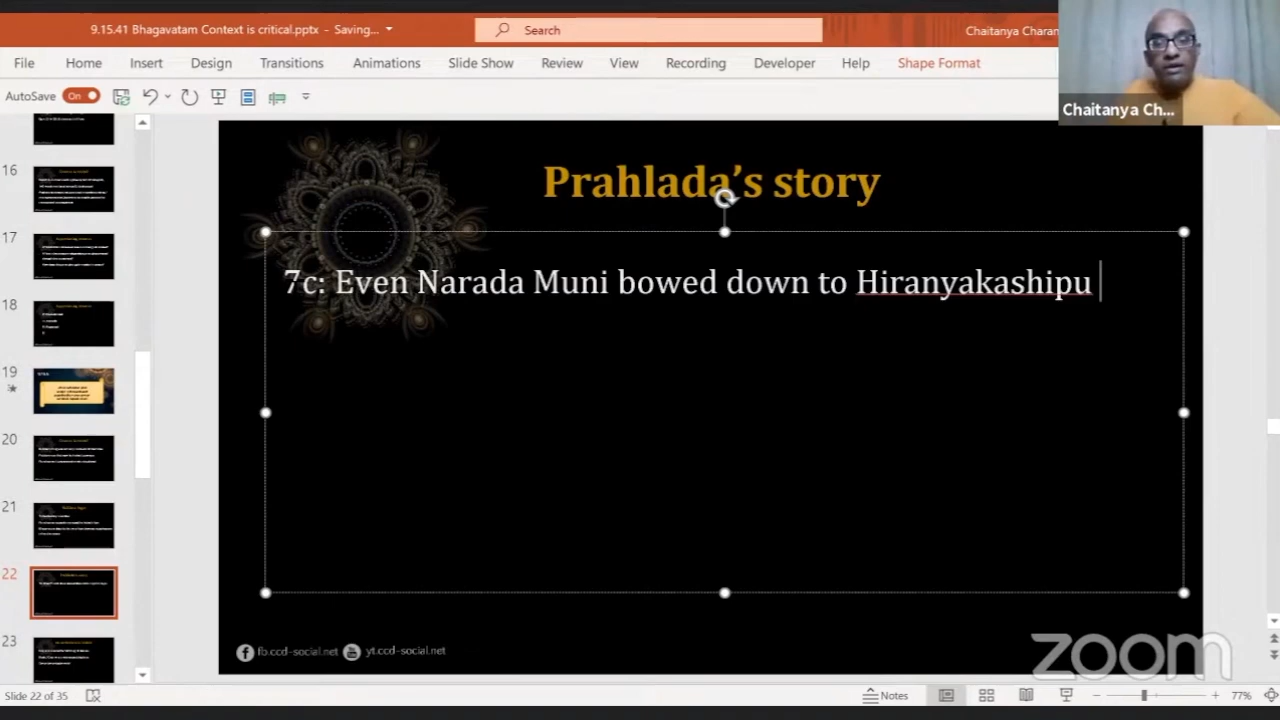 9.15.41 Bhagavatam Context is critical.pptx - Saving...
Search
Chaitanya Charan
File Home Insert Design Transitions Animations Slide Show Review View Recording Developer Help Shape Format
AutoSave On
Chaitanya Ch...
16
17
18
19
20
21
22
23
Prahlada's story
7c: Even Narada Muni bowed down to Hiranyakashipu
fb.ccd-social.net yt.ccd-social.net
zoom
Slide 22 of 35
Notes
77%